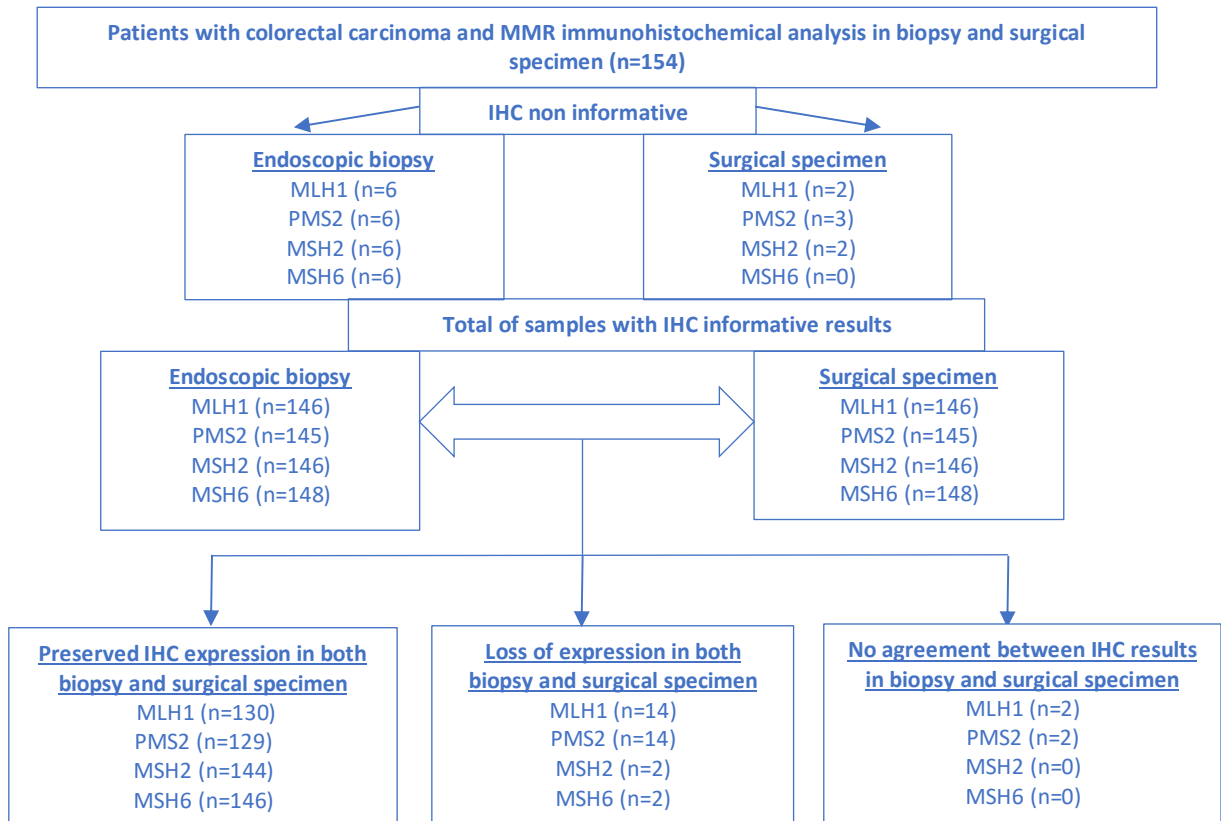 Patients with colorectal carcinoma and MMR immunohistochemical analysis in biopsy and surgical
specimen (n=154)
IHC non informative
Endoscopic biopsy
MLH1 (n=6
PMS2 (n=6)
MSH2 (n=6)
MSH6 (n=6)
Surgical specimen
MLH1 (n=2)
PMS2 (n=3)
MSH2 (n=2)
MSH6 (n=0)
Total of samples with IHC informative results
Endoscopic biopsy
MLH1 (n=146)
PMS2 (n=145)
MSH2 (n=146)
MSH6 (n=148)
Surgical specimen
MLH1 (n=146)
PMS2 (n=145)
MSH2 (n=146)
MSH6 (n=148)
Preserved IHC expression in both
biopsy and surgical specimen
MLH1 (n=130)
PMS2 (n=129)
MSH2 (n=144)
MSH6 (n=146)
Loss of expression in both
biopsy and surgical specimen
MLH1 (n=14)
PMS2 (n=14)
MSH2 (n=2)
MSH6 (n=2)
No agreement between IHC results
in biopsy and surgical specimen
MLH1 (n=2)
PMS2 (n=2)
MSH2 (n=0)
MSH6 (n=0)